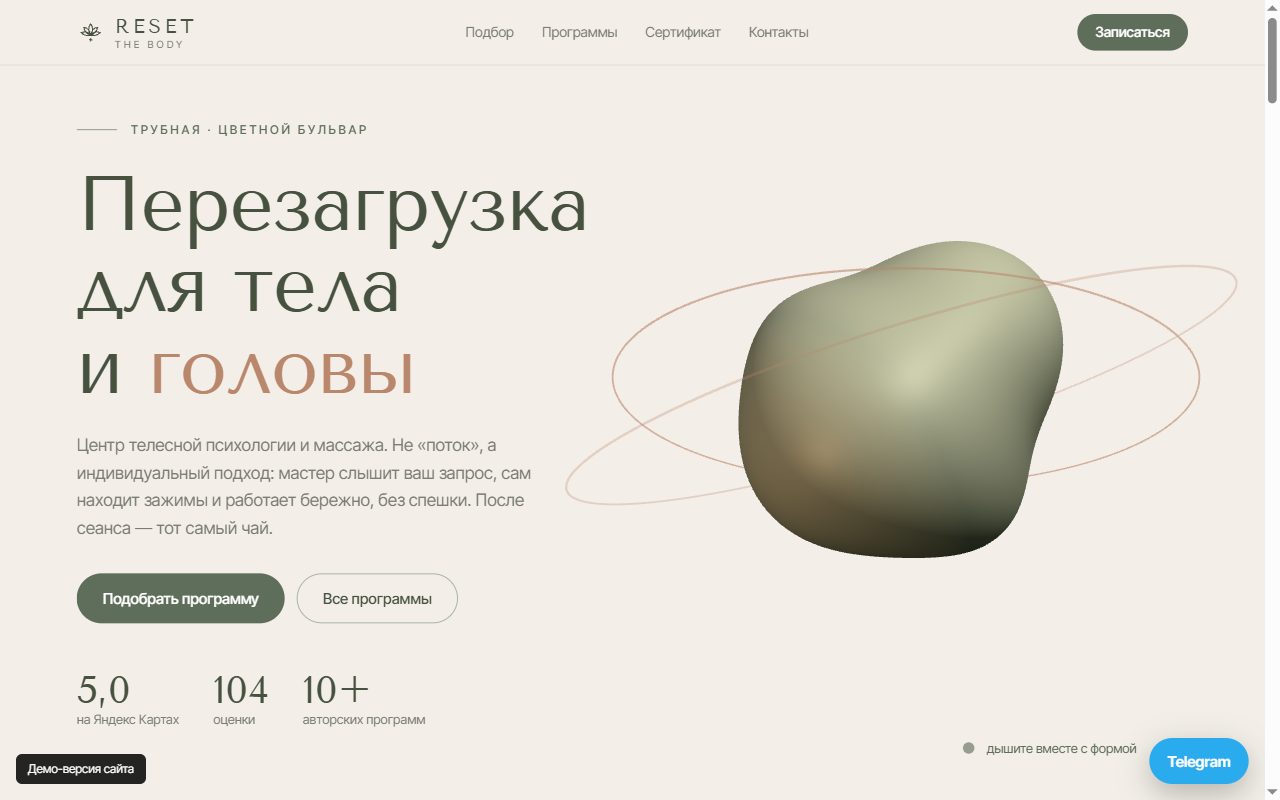 RESET
THE BODY
Подбор
Программы
Сертификат
Контакты
Записаться
ТРУБНАЯ · ЦВЕТНОЙ БУЛЬВАР
Перезагрузка
для тела
и головы
Центр телесной психологии и массажа. Не «поток», а
индивидуальный подход: мастер слышит ваш запрос, сам
находит зажимы и работает бережно, без спешки. После
сеанса — тот самый чай.
Подобрать программу
Все программы
5,0
на Яндекс Картах
104
оценки
10+
авторских программ
дышите вместе с формой
Telegram
Демо-версия сайта